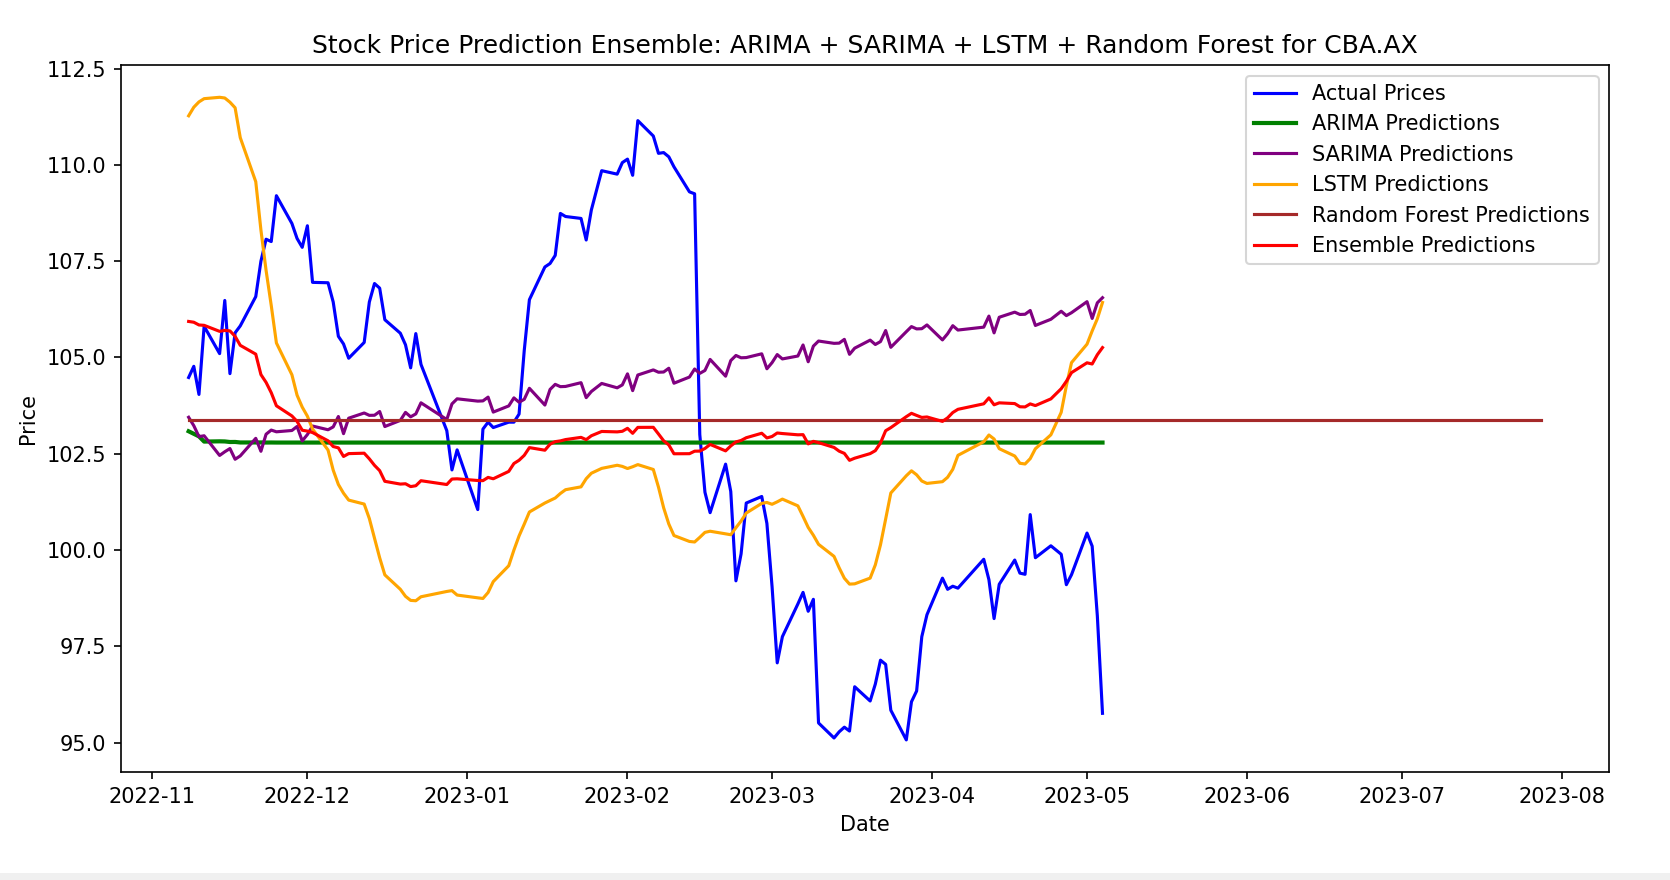 Stock Price Prediction Ensemble: ARIMA + SARIMA + LSTM + Random Forest for CBA.AX
112.5
110.0
107.5
105.0
102.5
100.0
97.5
95.0
Price
Actual Prices
ARIMA Predictions
SARIMA Predictions
LSTM Predictions
Random Forest Predictions
Ensemble Predictions
2022-11 2022-12 2023-01 2023-02 2023-03 2023-04 2023-05 2023-06 2023-07 2023-08
Date